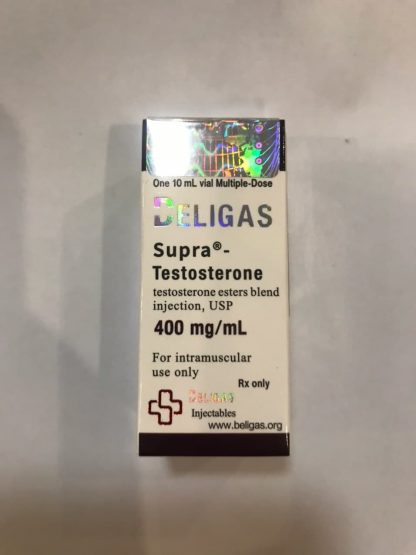 One 10 mL vial Multiple-Dose
BELIGAS
Supra®-
Testosterone
testosterone esters blend
injection, USP
400 mg/mL
For intramuscular
use only
Rx only
BELIGAS
Injectables
www.beligas.org